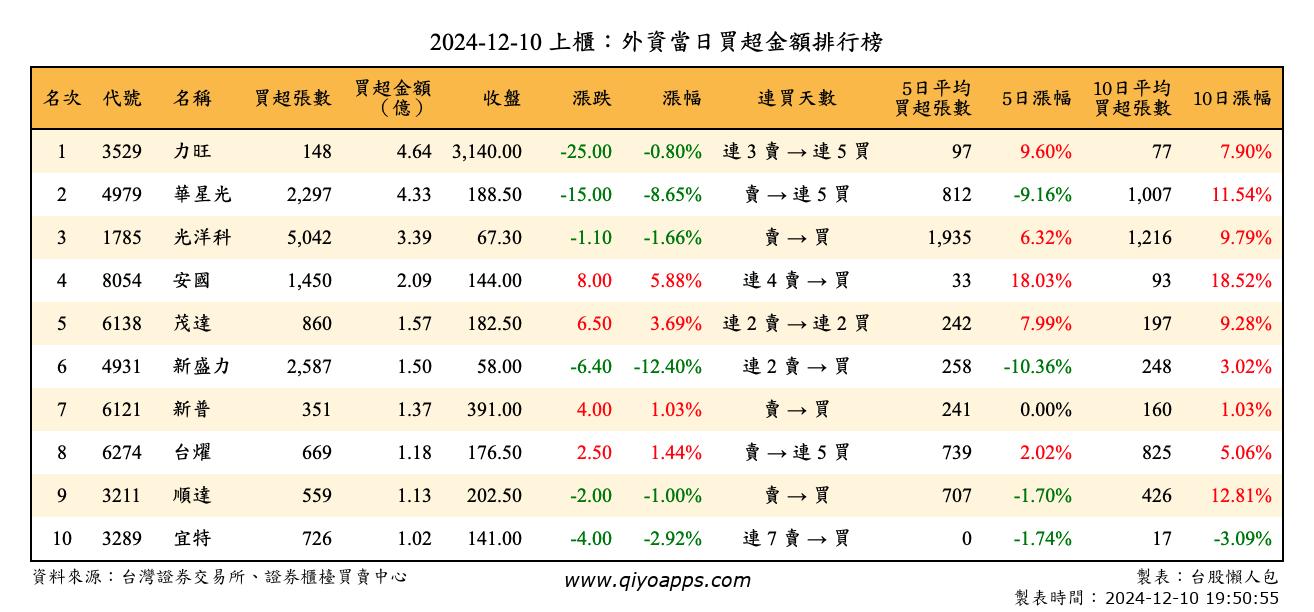 2024-12-10 上櫃：外資當日買超金額排行榜
名次 代號 名稱 買超張數 買超金額（億） 收盤 漲跌 漲幅 連買天數 5日平均買超張數 5日漲幅 10日平均買超張數 10日漲幅
1 3529 力旺 148 4.64 3,140.00 -25.00 -0.80% 連 3 賣 → 連 5 買 97 9.60% 77 7.90%
2 4979 華星光 2,297 4.33 188.50 -15.00 -8.65% 賣 → 連 5 買 812 -9.16% 1,007 11.54%
3 1785 光洋科 5,042 3.39 67.30 -1.10 -1.66% 賣 → 買 1,935 6.32% 1,216 9.79%
4 8054 安國 1,450 2.09 144.00 8.00 5.88% 連 4 賣 → 買 33 18.03% 93 18.52%
5 6138 茂達 860 1.57 182.50 6.50 3.69% 連 2 賣 → 連 2 買 242 7.99% 197 9.28%
6 4931 新盛力 2,587 1.50 58.00 -6.40 -12.40% 連 2 賣 → 買 258 -10.36% 248 3.02%
7 6121 新普 351 1.37 391.00 4.00 1.03% 賣 → 買 241 0.00% 160 1.03%
8 6274 台燿 669 1.18 176.50 2.50 1.44% 賣 → 連 5 買 739 2.02% 825 5.06%
9 3211 順達 559 1.13 202.50 -2.00 -1.00% 賣 → 買 707 -1.70% 426 12.81%
10 3289 宜特 726 1.02 141.00 -4.00 -2.92% 連 7 賣 → 買 0 -1.74% 17 -3.09%
資料來源：台灣證券交易所、證券櫃檯買賣中心 www.qiyoapps.com 製表：台股懶人包
製表時間：2024-12-10 19:50:55